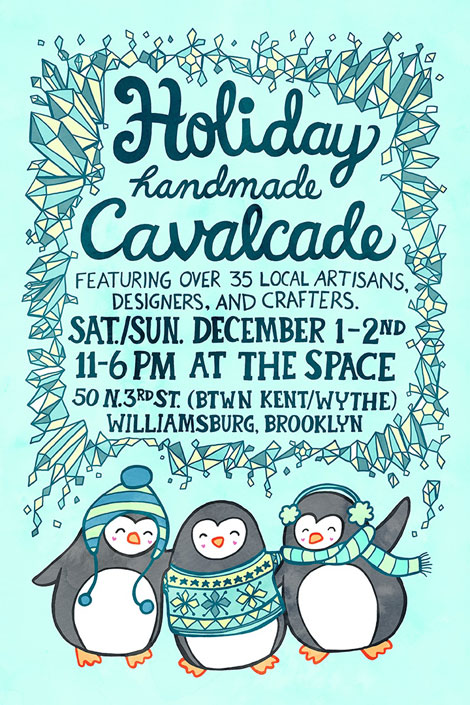 Holiday
handmade
Cavalcade
FEATURING OVER 35 LOCAL ARTISANS,
DESIGNERS, AND CRAFTERS.
SAT./SUN. DECEMBER 1-2ND
11-6 PM AT THE SPACE
50 N.3RD ST. (BTWN KENT/WYTHE)
WILLIAMSBURG, BROOKLYN